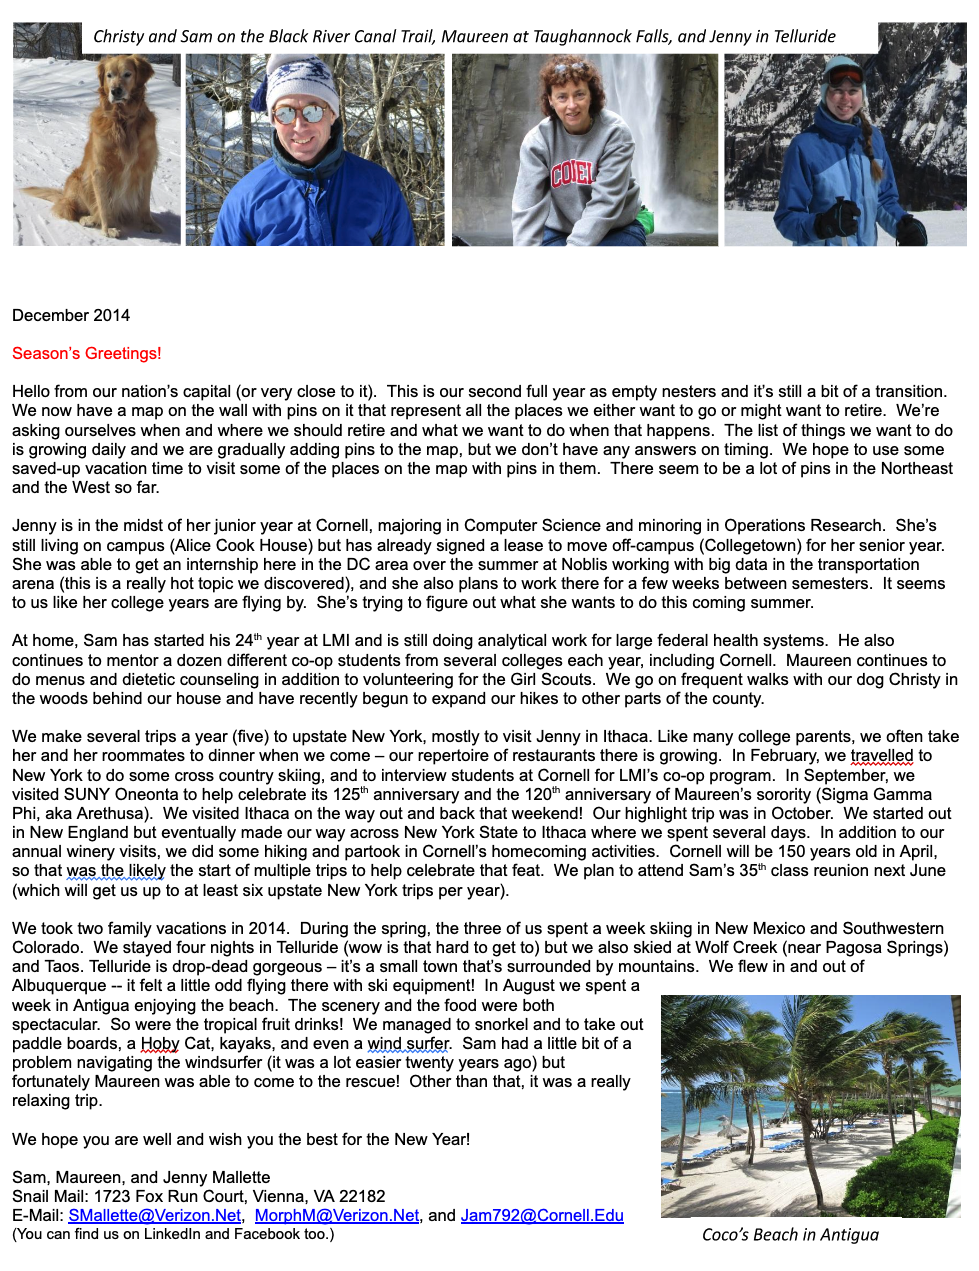 Christy and Sam on the Black River Canal Trail, Maureen at Taughannock Falls, and Jenny in Telluride
December 2014
Season's Greetings!
Hello from our nation's capital (or very close to it).  This is our second full year as empty nesters and it's still a bit of a transition.
We now have a map on the wall with pins on it that represent all the places we either want to go or might want to retire.  We're
asking ourselves when and where we should retire and what we want to do when that happens.  The list of things we want to do
is growing daily and we are gradually adding pins to the map, but we don't have any answers on timing.  We hope to use some
saved-up vacation time to visit some of the places on the map with pins in them.  There seem to be a lot of pins in the Northeast
and the West so far.
Jenny is in the midst of her junior year at Cornell, majoring in Computer Science and minoring in Operations Research.  She's
still living on campus (Alice Cook House) but has already signed a lease to move off-campus (Collegetown) for her senior year.
She was able to get an internship here in the DC area over the summer at Noblis working with big data in the transportation
arena (this is a really hot topic we discovered), and she also plans to work there for a few weeks between semesters.  It seems
to us like her college years are flying by.  She's trying to figure out what she wants to do this coming summer.
At home, Sam has started his 24th year at LMI and is still doing analytical work for large federal health systems.  He also
continues to mentor a dozen different co-op students from several colleges each year, including Cornell.  Maureen continues to
do menus and dietetic counseling in addition to volunteering for the Girl Scouts.  We go on frequent walks with our dog Christy in
the woods behind our house and have recently begun to expand our hikes to other parts of the county.
We make several trips a year (five) to upstate New York, mostly to visit Jenny in Ithaca. Like many college parents, we often take
her and her roommates to dinner when we come – our repertoire of restaurants there is growing.  In February, we travelled to
New York to do some cross country skiing, and to interview students at Cornell for LMI's co-op program.  In September, we
visited SUNY Oneonta to help celebrate its 125th anniversary and the 120th anniversary of Maureen's sorority (Sigma Gamma
Phi, aka Arethusa).  We visited Ithaca on the way out and back that weekend!  Our highlight trip was in October.  We started out
in New England but eventually made our way across New York State to Ithaca where we spent several days.  In addition to our
annual winery visits, we did some hiking and partook in Cornell's homecoming activities.  Cornell will be 150 years old in April,
so that was the likely the start of multiple trips to help celebrate that feat.  We plan to attend Sam's 35th class reunion next June
(which will get us up to at least six upstate New York trips per year).
We took two family vacations in 2014.  During the spring, the three of us spent a week skiing in New Mexico and Southwestern
Colorado.  We stayed four nights in Telluride (wow is that hard to get to) but we also skied at Wolf Creek (near Pagosa Springs)
and Taos. Telluride is drop-dead gorgeous – it's a small town that's surrounded by mountains.  We flew in and out of
Albuquerque -- it felt a little odd flying there with ski equipment!  In August we spent a
week in Antigua enjoying the beach.  The scenery and the food were both
spectacular.  So were the tropical fruit drinks!  We managed to snorkel and to take out
paddle boards, a Hoby Cat, kayaks, and even a wind surfer.  Sam had a little bit of a
problem navigating the windsurfer (it was a lot easier twenty years ago) but
fortunately Maureen was able to come to the rescue!  Other than that, it was a really
relaxing trip.
We hope you are well and wish you the best for the New Year!
Sam, Maureen, and Jenny Mallette
Snail Mail: 1723 Fox Run Court, Vienna, VA 22182
E-Mail: SMallette@Verizon.Net,  MorphM@Verizon.Net, and Jam792@Cornell.Edu
(You can find us on LinkedIn and Facebook too.)
Coco's Beach in Antigua